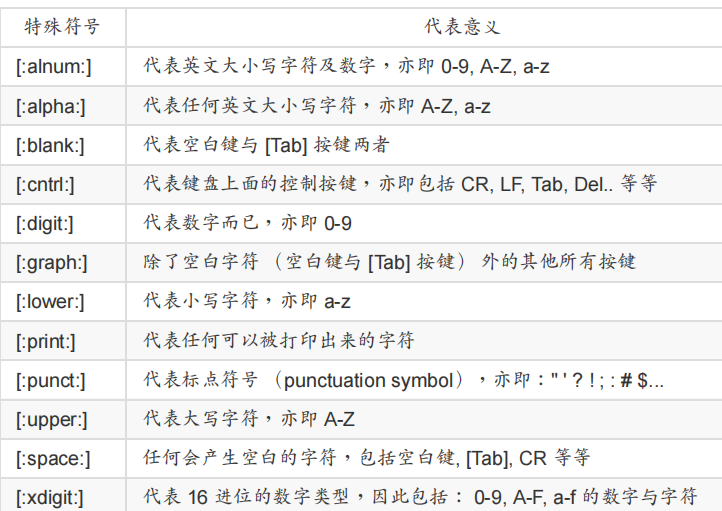 特殊符号 代表意义
[:alnum:] 代表英文大小写字符及数字，亦即 0-9, A-Z, a-z
[:alpha:] 代表任何英文大小写字符，亦即 A-Z, a-z
[:blank:] 代表空白键与 [Tab] 按键两者
[:cntrl:] 代表键盘上面的控制按键，亦即包括 CR, LF, Tab, Del.. 等等
[:digit:] 代表数字而已，亦即 0-9
[:graph:] 除了空白字符 （空白键与 [Tab] 按键） 外的其他所有按键
[:lower:] 代表小写字符，亦即 a-z
[:print:] 代表任何可以被打印出来的字符
[:punct:] 代表标点符号 （punctuation symbol），亦即：" ' ? ! ; : # $...
[:upper:] 代表大写字符，亦即 A-Z
[:space:] 任何会产生空白的字符，包括空白键, [Tab], CR 等等
[:xdigit:] 代表 16 进位的数字类型，因此包括： 0-9, A-F, a-f 的数字与字符